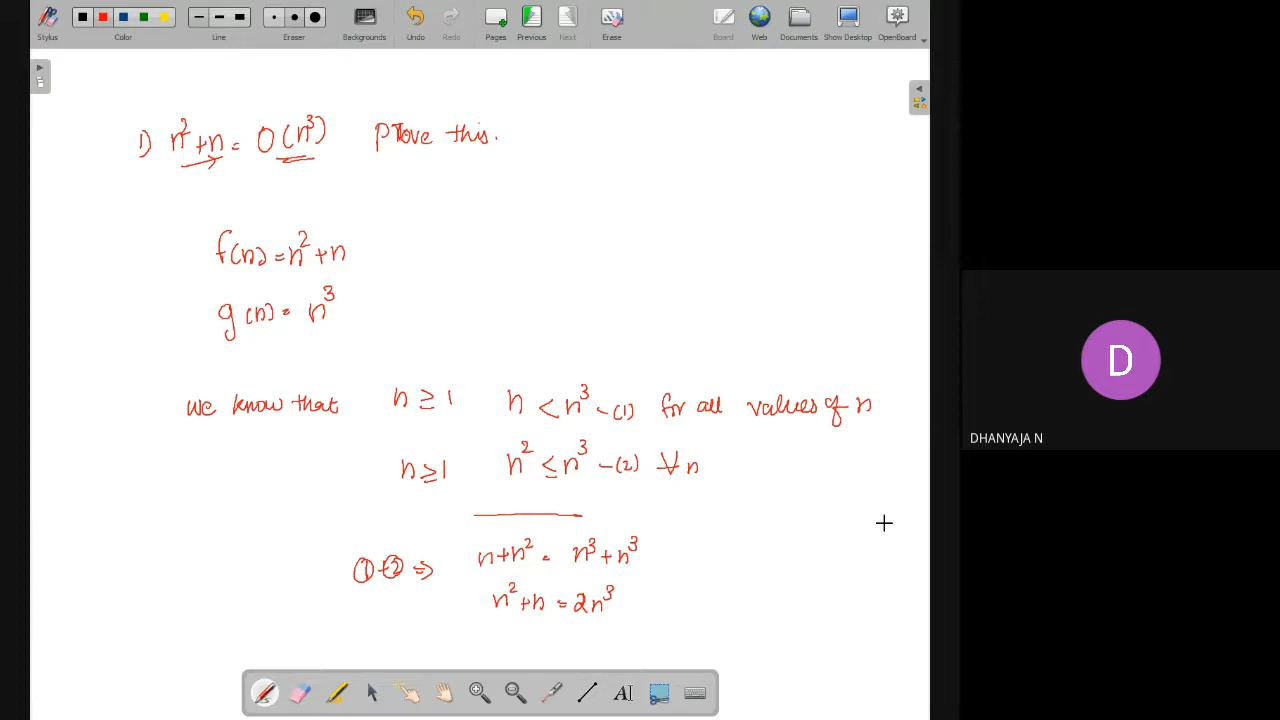 Stylus Color Line Eraser Backgrounds Undo Redo Pages Previous Next Erase Board Web Documents Show Desktop OpenBoard
1) n²+n = O(n³) Prove this.
f(n) = n²+n
g(n) = n³
We know that n ≥ 1 n < n³ -(1) for all values of n
n ≥ 1 n² ≤ n³ -(2) ∀ n
①+② ⇒ n+n² = n³+n³
n²+n = 2n³
D
DHANYAJA N